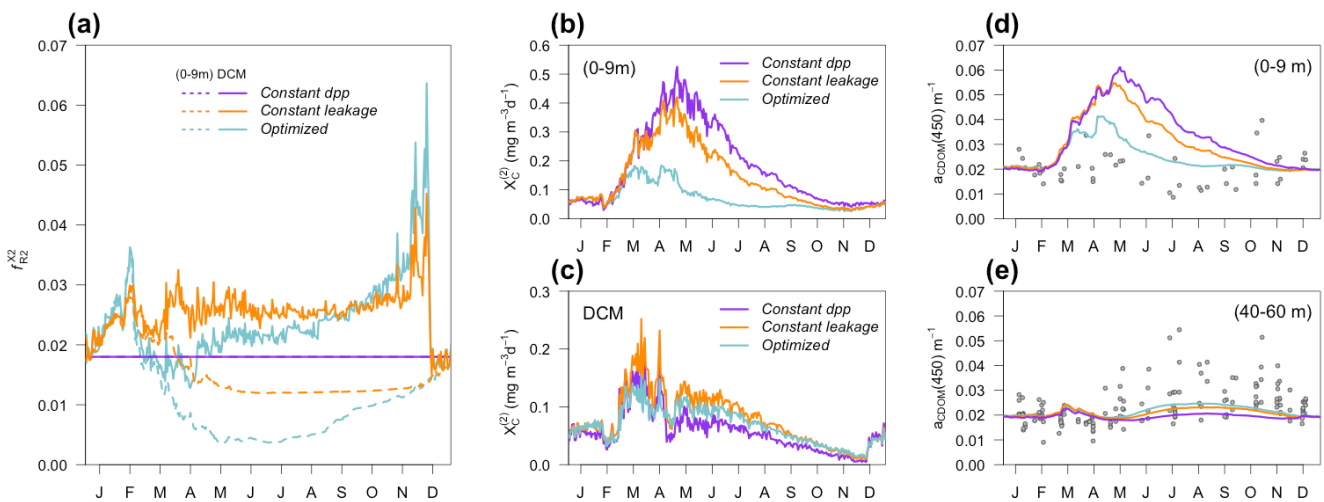 (a)
0.07
0.06
0.05
0.04
0.03
0.02
0.01
0.00
f_R2^X2
(0-9m) DCM
Constant dpp
Constant leakage
Optimized
J F M A M J J A S O N D
(b)
0.6
0.5
0.4
0.3
0.2
0.1
0.0
X_C^(2) (mg m−3d−1)
(0-9m)
Constant dpp
Constant leakage
Optimized
J F M A M J J A S O N D
(c)
0.3
0.2
0.1
0.0
X_C^(2) (mg m−3d−1)
DCM
Constant dpp
Constant leakage
Optimized
J F M A M J J A S O N D
(d)
0.07
0.06
0.05
0.04
0.03
0.02
0.01
0.00
aCDOM(450) m−1
(0-9 m)
J F M A M J J A S O N D
(e)
0.07
0.06
0.05
0.04
0.03
0.02
0.01
0.00
aCDOM(450) m−1
(40-60 m)
J F M A M J J A S O N D